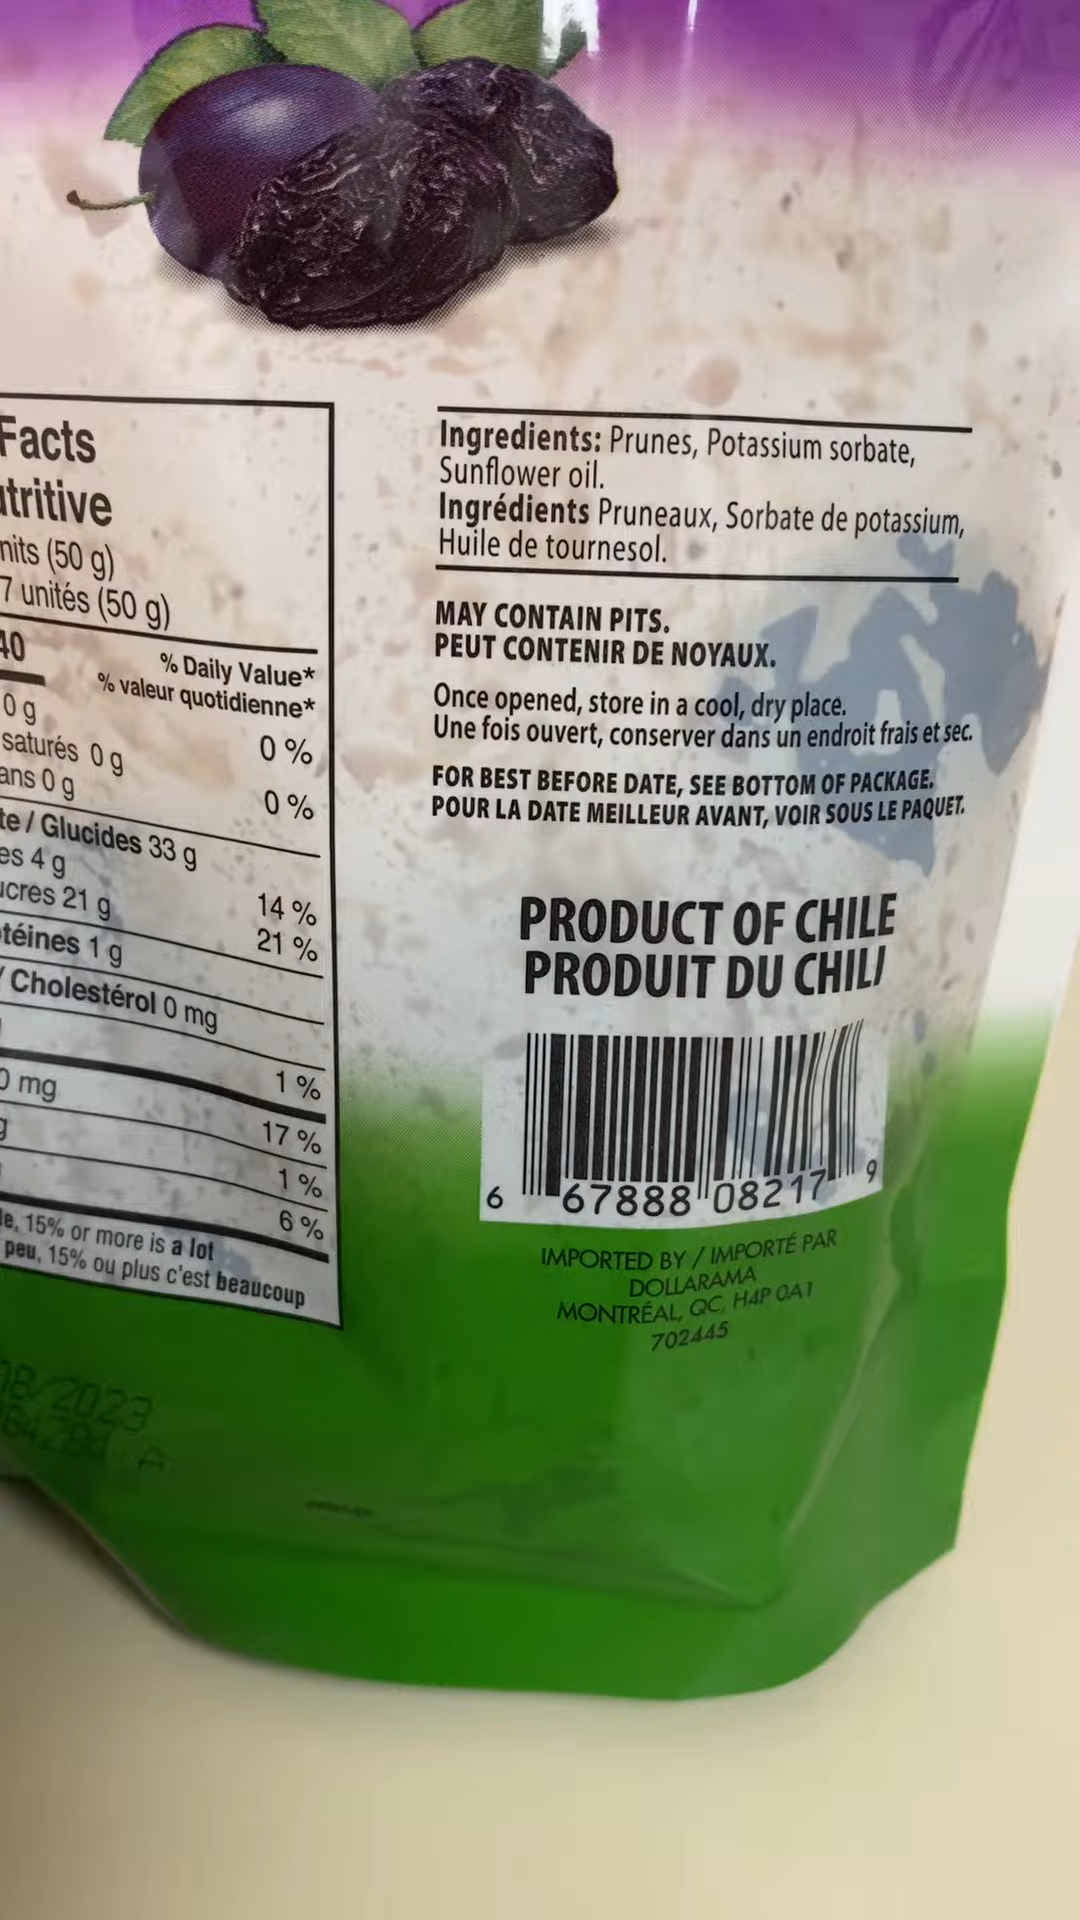 Facts
nits (50 g)
7 unités (50 g)
40
% Daily Value*
% valeur quotidienne*
0 g
0 %
saturés 0 g
ans 0 g
0 %
te / Glucides 33 g
es 4 g
14 %
ucres 21 g
21 %
téines 1 g
/ Cholestérol 0 mg
1 %
0 mg
17 %
1 %
6 %
le, 15% or more is a lot
peu, 15% ou plus c'est beaucoup
Ingredients: Prunes, Potassium sorbate,
Sunflower oil.
Ingrédients Pruneaux, Sorbate de potassium,
Huile de tournesol.
MAY CONTAIN PITS.
PEUT CONTENIR DE NOYAUX.
Once opened, store in a cool, dry place.
Une fois ouvert, conserver dans un endroit frais et sec.
FOR BEST BEFORE DATE, SEE BOTTOM OF PACKAGE.
POUR LA DATE MEILLEUR AVANT, VOIR SOUS LE PAQUET.
PRODUCT OF CHILE
PRODUIT DU CHILI
6 67888 08217 9
IMPORTED BY / IMPORTÉ PAR
DOLLARAMA
MONTRÉAL, QC, H4P 0A1
702445
08/2023